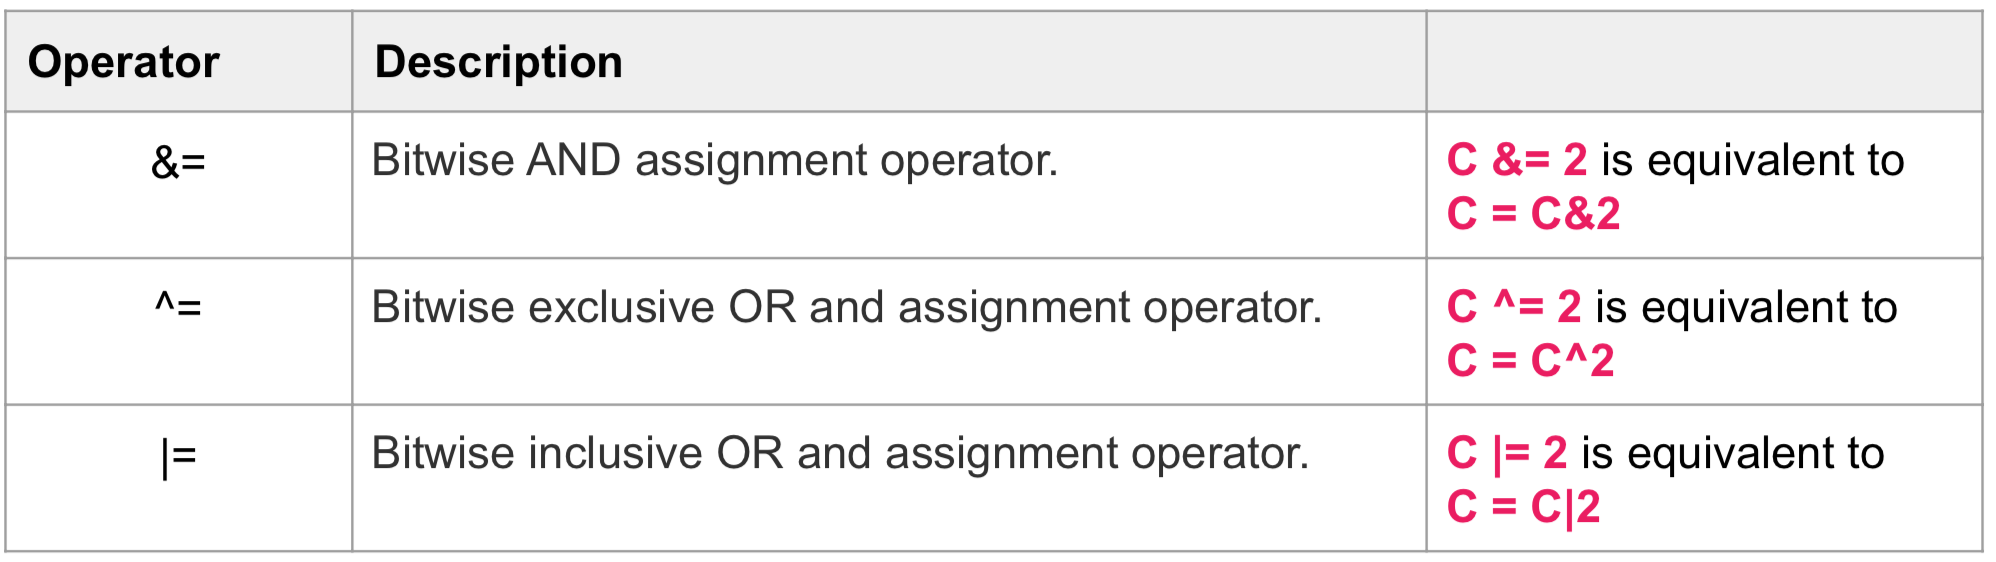 Operator Description
&= Bitwise AND assignment operator. C &= 2 is equivalent to
C = C&2
^= Bitwise exclusive OR and assignment operator. C ^= 2 is equivalent to
C = C^2
|= Bitwise inclusive OR and assignment operator. C |= 2 is equivalent to
C = C|2